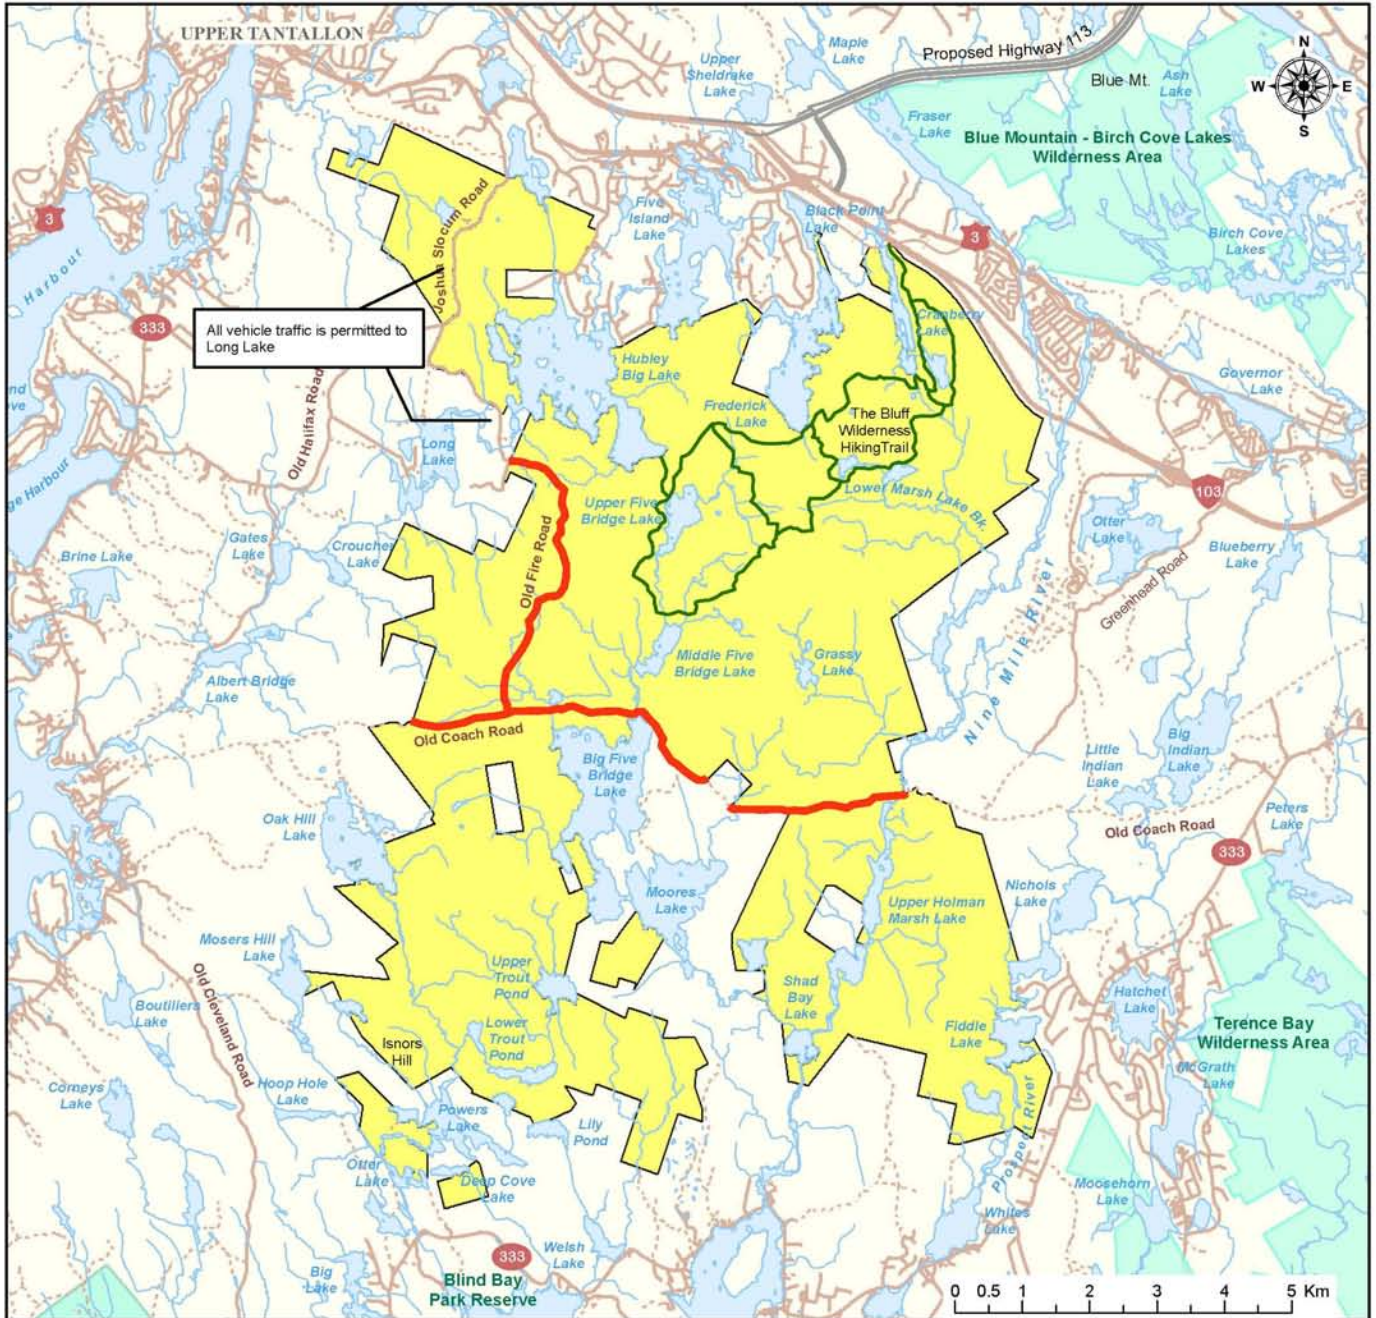 UPPER TANTALLON
Proposed Highway 113
Maple
Lake
Upper
Sheldrake
Lake
Blue Mt.
Ash
Lake
N
W
E
S
Fraser
Lake
Blue Mountain - Birch Cove Lakes
Wilderness Area
Joshua Slocum Road
Five
Island
Lake
Black Point
Lake
3
3
Birch Cove
Lakes
Harbour
333
All vehicle traffic is permitted to
Long Lake
Cranberry
Lake
Hubley
Big Lake
Governor
Lake
Old Halifax Road
Frederick
Lake
The Bluff
Wilderness
HikingTrail
Long
Lake
Lower Marsh Lake Bk.
103
Upper Five
Bridge Lake
Otter
Lake
Blueberry
Lake
Gates
Lake
Croucher
Lake
Brine Lake
Old Fire Road
Greenhead Road
Nine Mile River
Middle Five
Bridge Lake
Grassy
Lake
Albert Bridge
Lake
Old Coach Road
Big Five
Bridge
Lake
Little
Indian
Lake
Big
Indian
Lake
Oak Hill
Lake
Peters
Lake
Old Coach Road
333
Moores
Lake
Upper Holman
Marsh Lake
Nichols
Lake
Mosers Hill
Lake
Upper
Trout
Pond
Old Cleveland Road
Boutiliers
Lake
Shad
Bay
Lake
Hatchet
Lake
Lower
Trout
Pond
Fiddle
Lake
Terence Bay
Wilderness Area
Isnors
Hill
McGrath
Lake
Corneys
Lake
Hoop Hole
Lake
Powers
Lake
Lily
Pond
Prospect River
Otter
Lake
Deep Cove
Lake
Moosehorn
Lake
Whites
Lake
333
Welsh
Lake
Big
Lake
Blind Bay
Park Reserve
0 0.5 1 2 3 4 5 Km